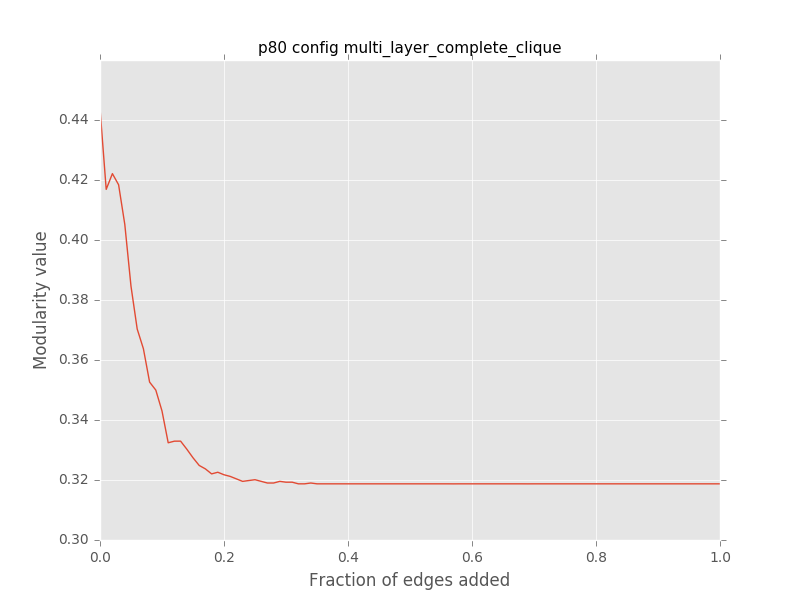 p80 config multi_layer_complete_clique
Modularity value
0.44
0.42
0.40
0.38
0.36
0.34
0.32
0.30
0.0 0.2 0.4 0.6 0.8 1.0
Fraction of edges added